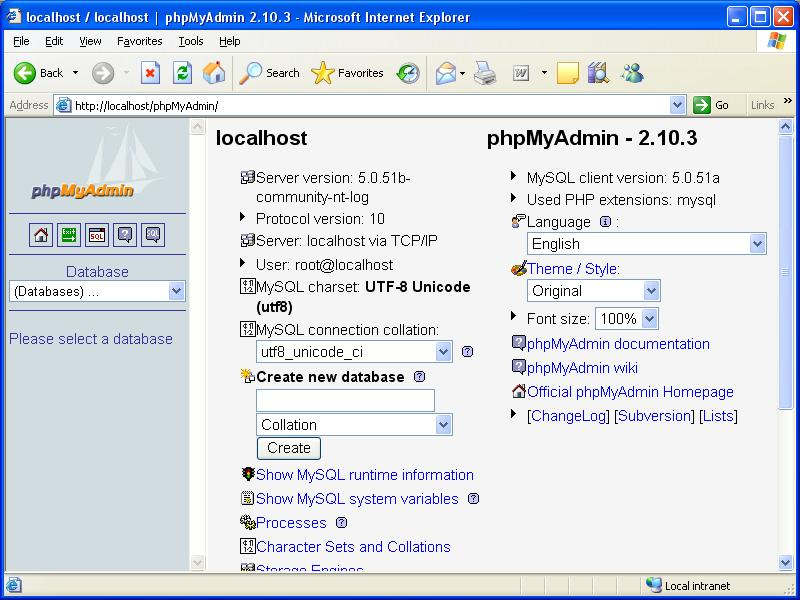 localhost / localhost | phpMyAdmin 2.10.3 - Microsoft Internet Explorer
File Edit View Favorites Tools Help
Back Search Favorites W
Address http://localhost/phpMyAdmin/ Go Links »
phpMyAdmin
Exit SQL ? SQL
Database
(Databases) ...
Please select a database
localhost
Server version: 5.0.51b-
community-nt-log
Protocol version: 10
Server: localhost via TCP/IP
User: root@localhost
MySQL charset: UTF-8 Unicode
(utf8)
MySQL connection collation:
utf8_unicode_ci ?
Create new database ?
Collation
Create
Show MySQL runtime information
Show MySQL system variables ?
Processes ?
Character Sets and Collations
Storage Engines
phpMyAdmin - 2.10.3
MySQL client version: 5.0.51a
Used PHP extensions: mysql
Language i :
English
Theme / Style:
Original
Font size: 100%
phpMyAdmin documentation
phpMyAdmin wiki
Official phpMyAdmin Homepage
[ChangeLog] [Subversion] [Lists]
Local intranet